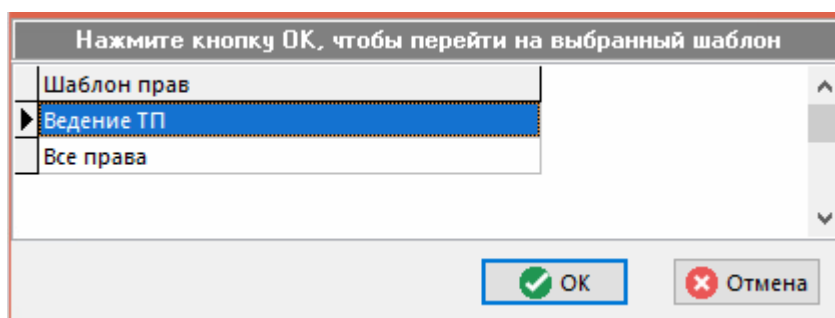 Нажмите кнопку ОК, чтобы перейти на выбранный шаблон
Шаблон прав
Ведение ТП
Все права
ОК
Отмена